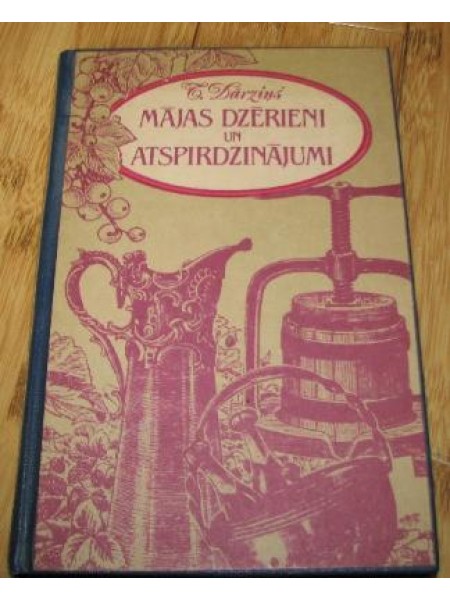 T. Dārziņš
MĀJAS DZĒRIENI
UN
ATSPIRDZINĀJUMI